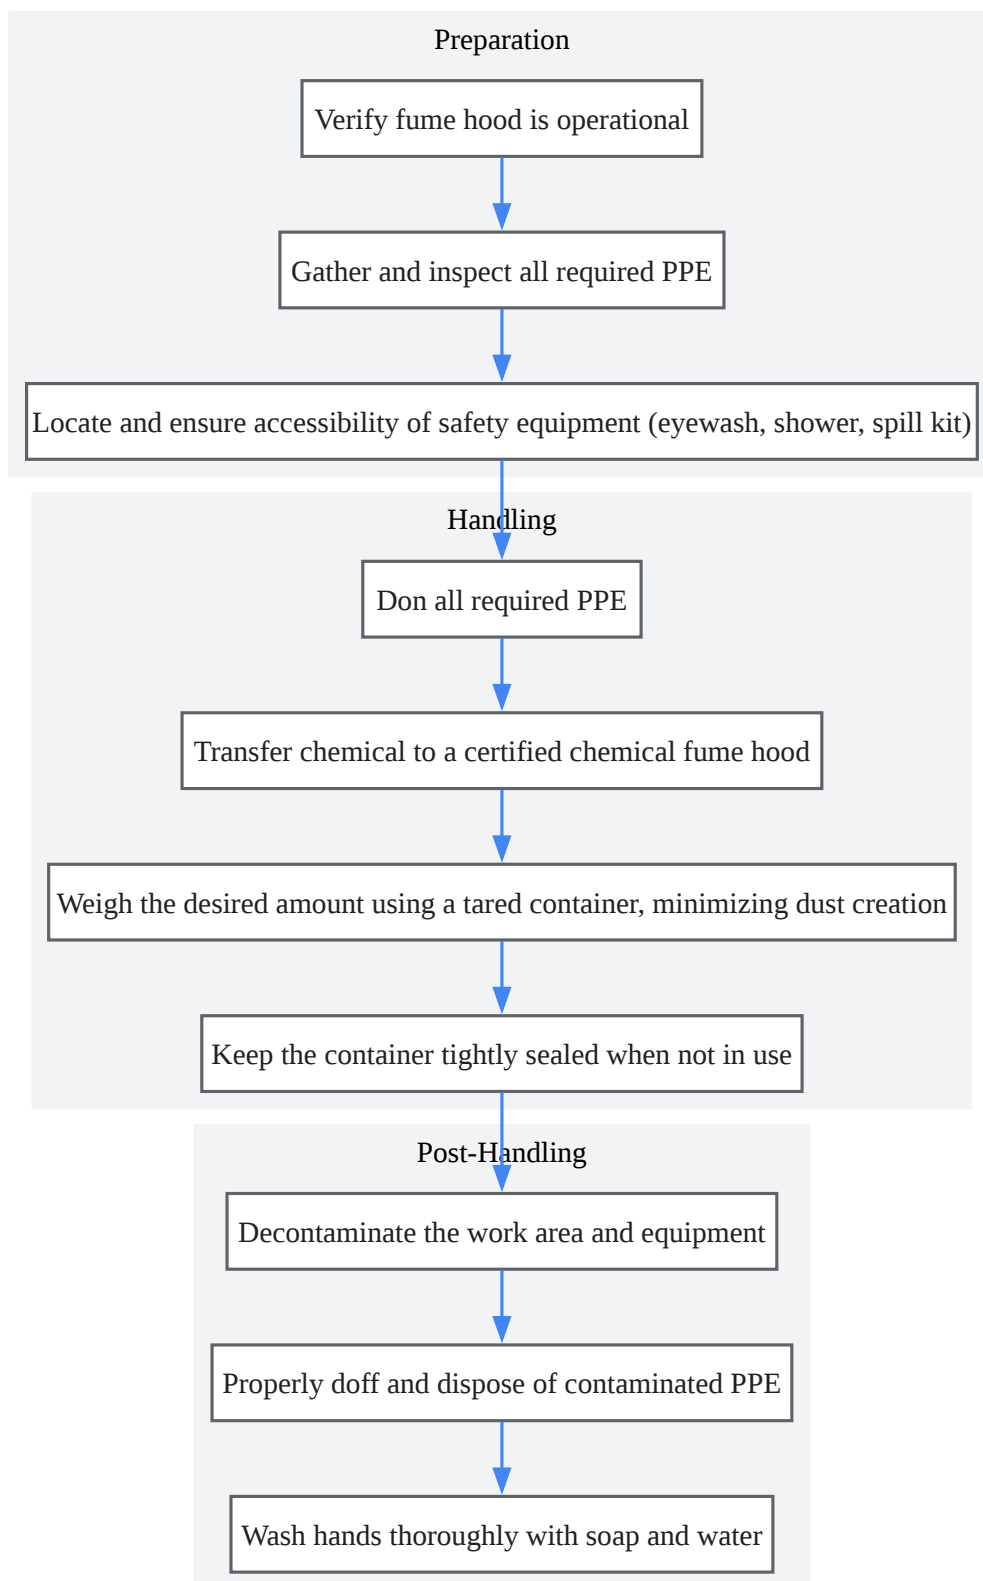 Preparation
Verify fume hood is operational
Gather and inspect all required PPE
Locate and ensure accessibility of safety equipment (eyewash, shower, spill kit)
Handling
Don all required PPE
Transfer chemical to a certified chemical fume hood
Weigh the desired amount using a tared container, minimizing dust creation
Keep the container tightly sealed when not in use
Post-Handling
Decontaminate the work area and equipment
Properly doff and dispose of contaminated PPE
Wash hands thoroughly with soap and water